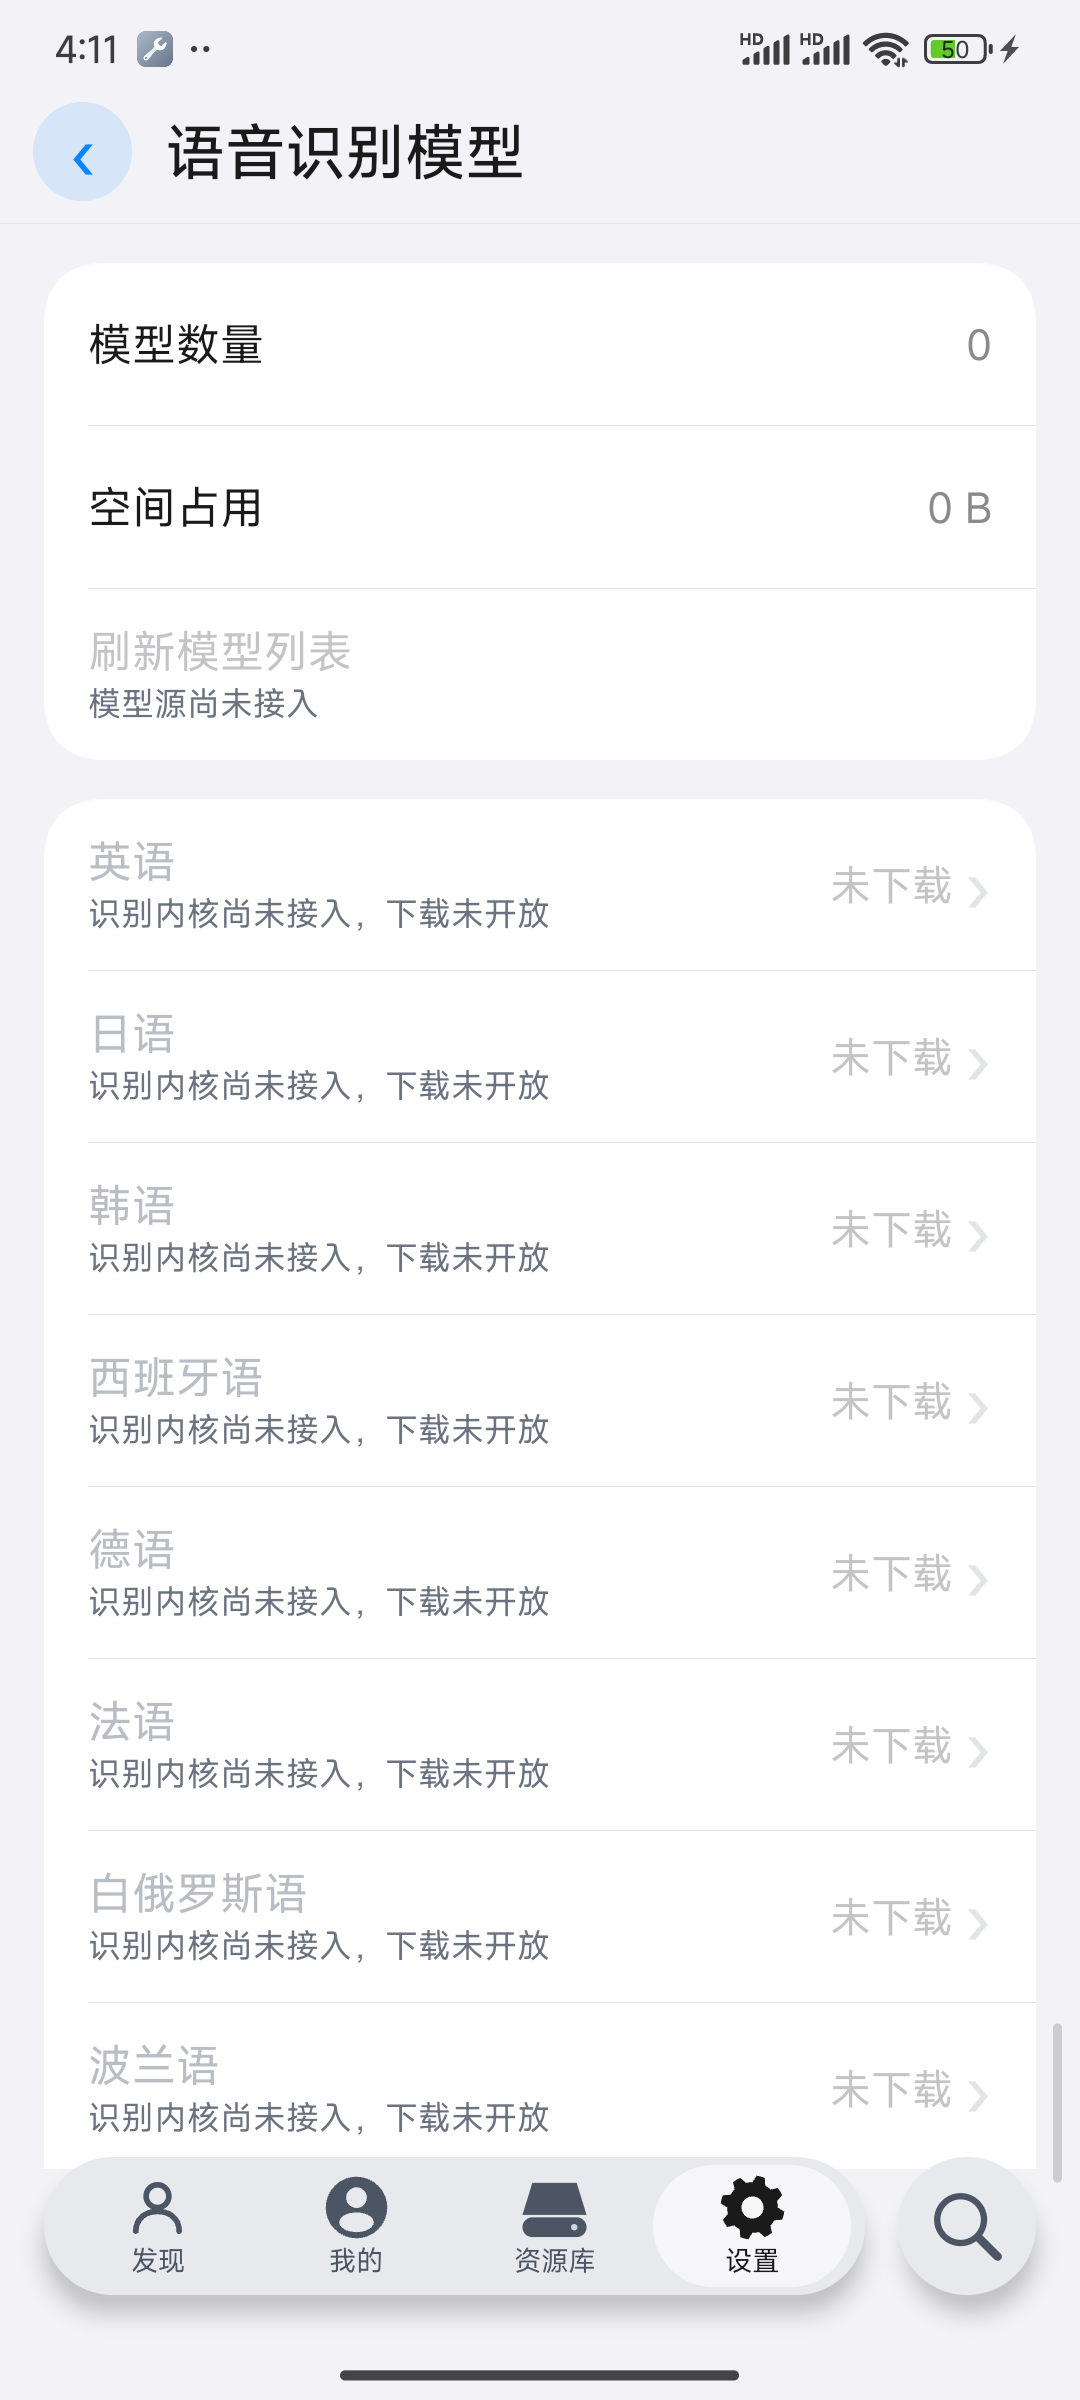 4:11
HD HD 50
语音识别模型
模型数量 0
空间占用 0 B
刷新模型列表
模型源尚未接入
英语
识别内核尚未接入，下载未开放
未下载
日语
识别内核尚未接入，下载未开放
未下载
韩语
识别内核尚未接入，下载未开放
未下载
西班牙语
识别内核尚未接入，下载未开放
未下载
德语
识别内核尚未接入，下载未开放
未下载
法语
识别内核尚未接入，下载未开放
未下载
白俄罗斯语
识别内核尚未接入，下载未开放
未下载
波兰语
识别内核尚未接入，下载未开放
未下载
发现 我的 资源库 设置